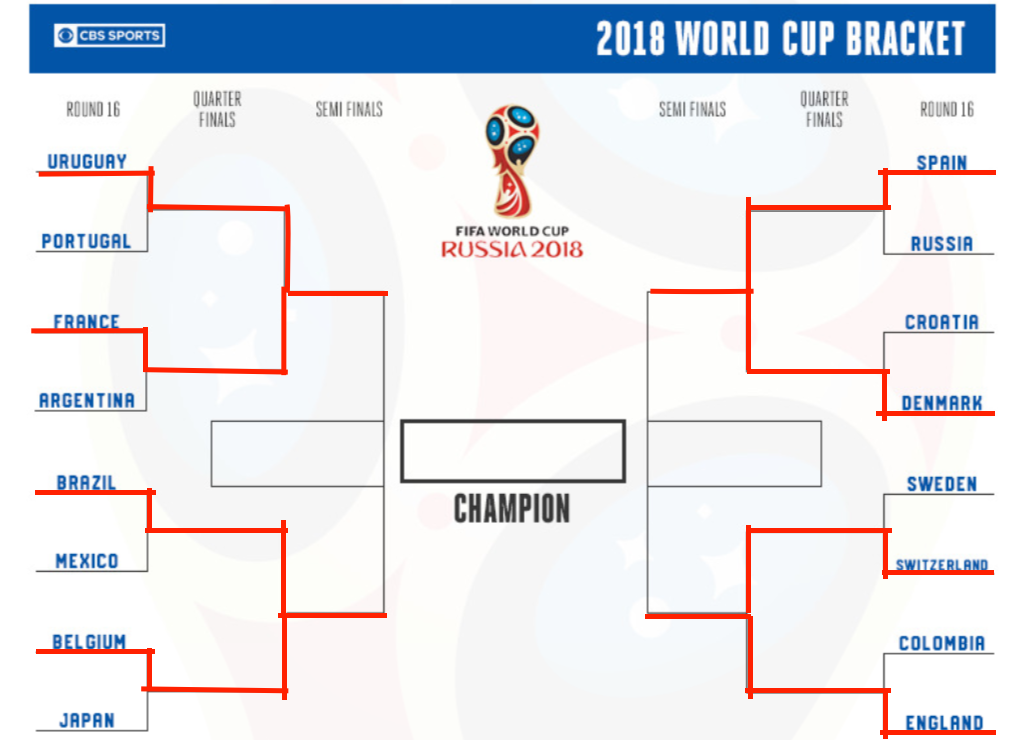 CBS SPORTS
2018 WORLD CUP BRACKET
ROUND 16
QUARTER
FINALS
SEMI FINALS
SEMI FINALS
QUARTER
FINALS
ROUND 16
FIFA WORLD CUP
RUSSIA 2018
URUGUAY
PORTUGAL
FRANCE
ARGENTINA
BRAZIL
MEXICO
BELGIUM
JAPAN
CHAMPION
SPAIN
RUSSIA
CROATIA
DENMARK
SWEDEN
SWITZERLAND
COLOMBIA
ENGLAND